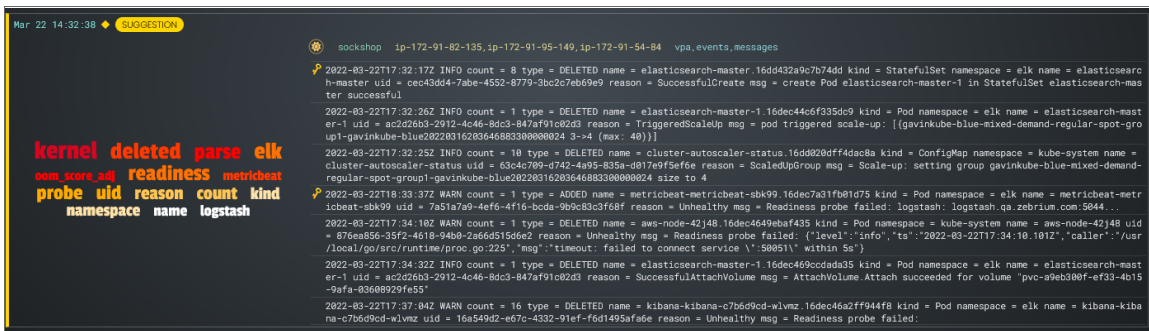 Mar 22 14:32:38 SUGGESTION
sockshop ip-172-91-82-135,ip-172-91-95-149,ip-172-91-54-84 vpa,events,messages
kernel deleted parse elk
oom_score_adj readiness metricbeat
probe uid reason count kind
namespace name logstash
2022-03-22T17:32:17Z INFO count = 8 type = DELETED name = elasticsearch-master.16dd432a9c7b74dd kind = StatefulSet namespace = elk name = elasticsearc
h-master uid = cec43dd4-7abe-4552-8779-3bc2c7eb69e9 reason = SuccessfulCreate msg = create Pod elasticsearch-master-1 in StatefulSet elasticsearch-mas
ter successful
2022-03-22T17:32:26Z INFO count = 1 type = DELETED name = elasticsearch-master-1.16dec44c6f335dc9 kind = Pod namespace = elk name = elasticsearch-mast
er-1 uid = ac2d26b3-2912-4c46-8dc3-847af91c02d3 reason = TriggeredScaleUp msg = pod triggered scale-up: [{gavinkube-blue-mixed-demand-regular-spot-gro
up1-gavinkube-blue20220316203646883300000024 3->4 (max: 40)}]
2022-03-22T17:32:25Z INFO count = 10 type = DELETED name = cluster-autoscaler-status.16dd020dff4dac8a kind = ConfigMap namespace = kube-system name =
cluster-autoscaler-status uid = 63c4c709-d742-4a95-835a-d017e9f5ef6e reason = ScaledUpGroup msg = Scale-up: setting group gavinkube-blue-mixed-demand-
regular-spot-group1-gavinkube-blue20220316203646883300000024 size to 4
2022-03-22T18:33:37Z WARN count = 1 type = ADDED name = metricbeat-metricbeat-sbk99.16dec7a31fb01d75 kind = Pod namespace = elk name = metricbeat-metr
icbeat-sbk99 uid = 7a51a7a9-4ef6-4f16-bcda-9b9c83c3f68f reason = Unhealthy msg = Readiness probe failed: logstash: logstash.qa.zebrium.com:5044...
2022-03-22T17:34:10Z WARN count = 1 type = DELETED name = aws-node-42j48.16dec4649ebaf435 kind = Pod namespace = kube-system name = aws-node-42j48 uid
= 876ea856-35f2-4618-94b0-2a66d515d6e2 reason = Unhealthy msg = Readiness probe failed: {"level":"info","ts":"2022-03-22T17:34:10.101Z","caller":"/usr
/local/go/src/runtime/proc.go:225","msg":"timeout: failed to connect service \":50051\" within 5s"}
2022-03-22T17:34:32Z INFO count = 1 type = DELETED name = elasticsearch-master-1.16dec469ccdada35 kind = Pod namespace = elk name = elasticsearch-mast
er-1 uid = ac2d26b3-2912-4c46-8dc3-847af91c02d3 reason = SuccessfulAttachVolume msg = AttachVolume.Attach succeeded for volume "pvc-a9eb300f-ef33-4b15
-9afa-03608929fe55"
2022-03-22T17:37:04Z WARN count = 16 type = DELETED name = kibana-kibana-c7b6d9cd-wlvmz.16dec46a2ff944f8 kind = Pod namespace = elk name = kibana-kiba
na-c7b6d9cd-wlvmz uid = 16a549d2-e67c-4332-91ef-f6d1495afa6e reason = Unhealthy msg = Readiness probe failed: